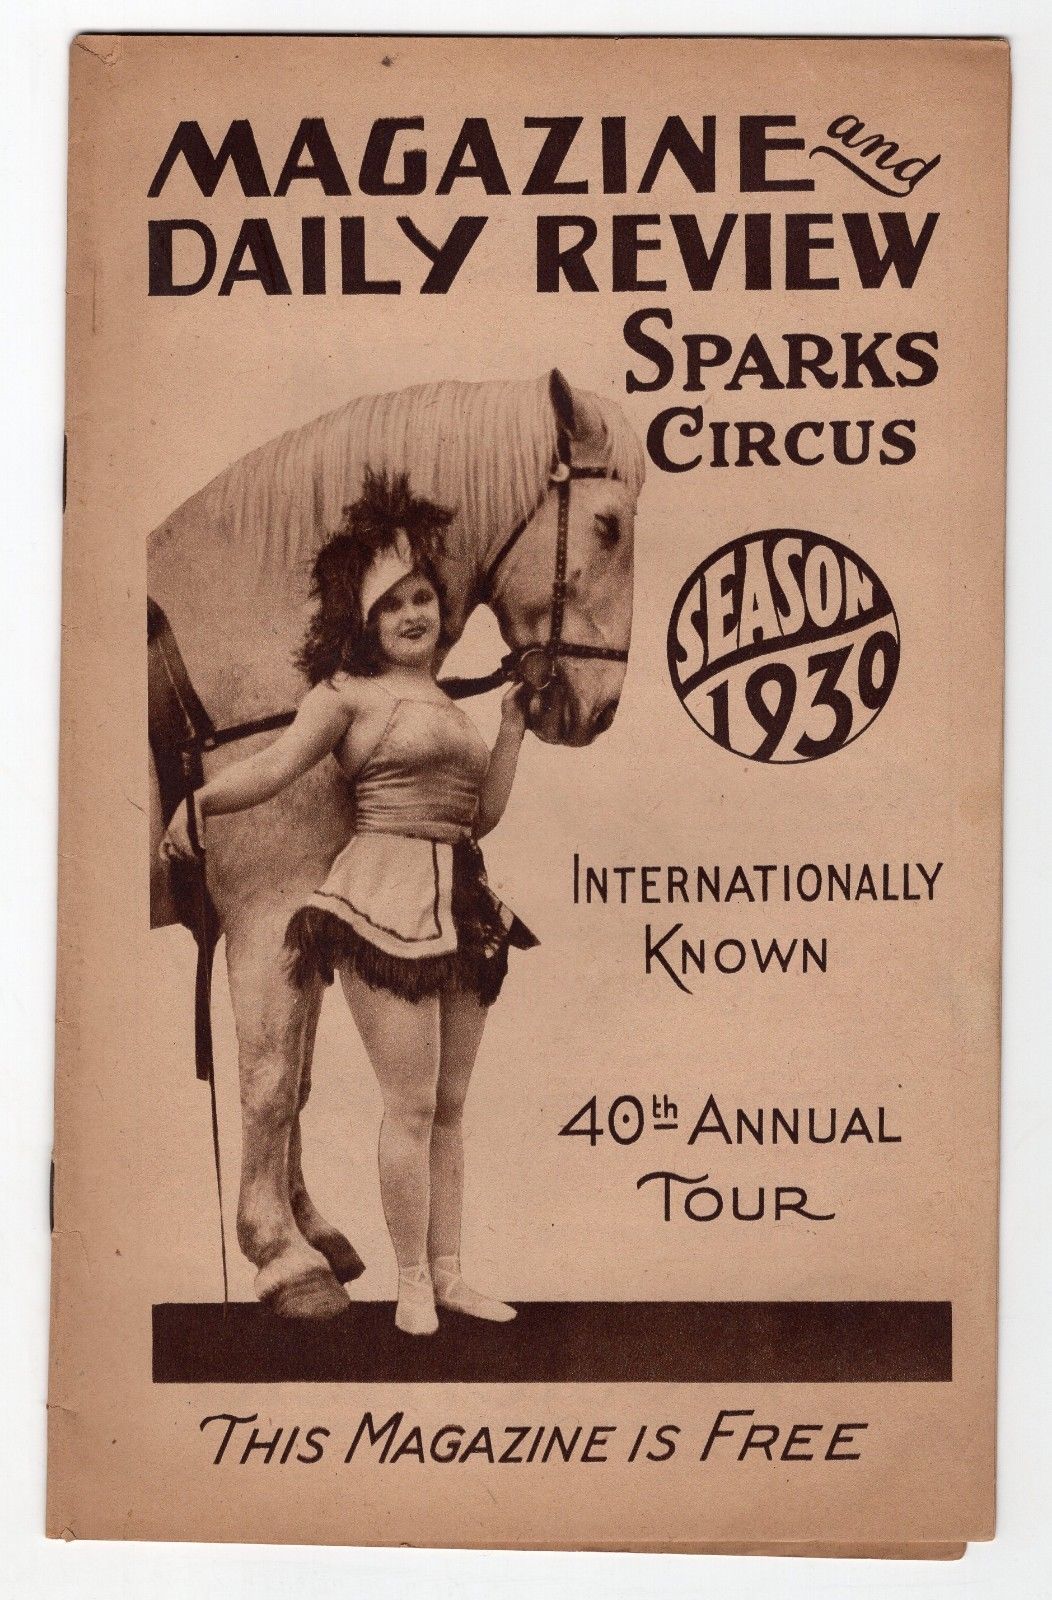 MAGAZINE and
DAILY REVIEW
SPARKS
CIRCUS
SEASON
1930
INTERNATIONALLY
KNOWN
40th ANNUAL
TOUR
THIS MAGAZINE IS FREE